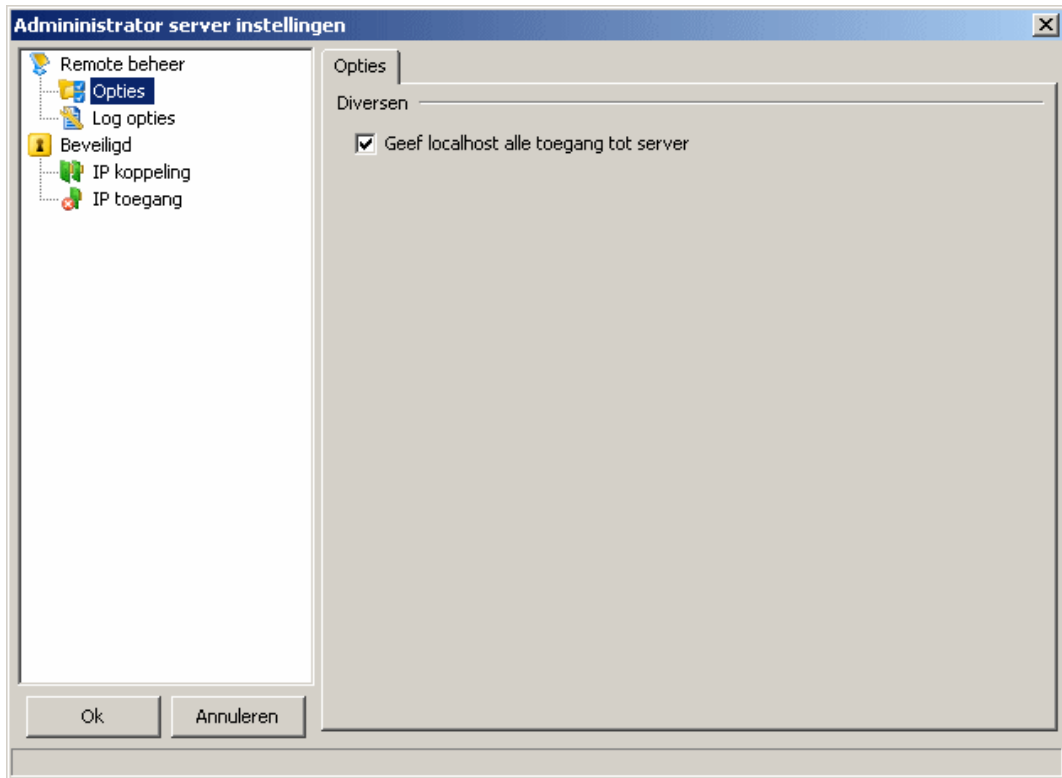 Admininistrator server instellingen
Remote beheer
Opties
Log opties
Beveiligd
IP koppeling
IP toegang
Opties
Diversen
Geef localhost alle toegang tot server
Ok
Annuleren